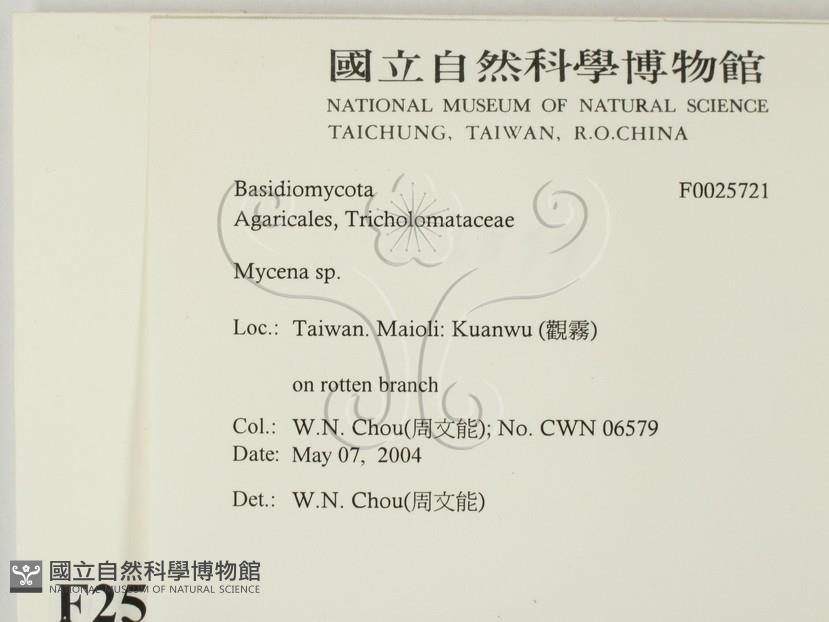 國立自然科學博物館
NATIONAL MUSEUM OF NATURAL SCIENCE
TAICHUNG, TAIWAN, R.O.CHINA
Basidiomycota F0025721
Agaricales, Tricholomataceae
Mycena sp.
Loc.: Taiwan. Maioli: Kuanwu (觀霧)
on rotten branch
Col.: W.N. Chou(周文能); No. CWN 06579
Date: May 07, 2004
Det.: W.N. Chou(周文能)
國立自然科學博物館
NATIONAL MUSEUM OF NATURAL SCIENCE
F25